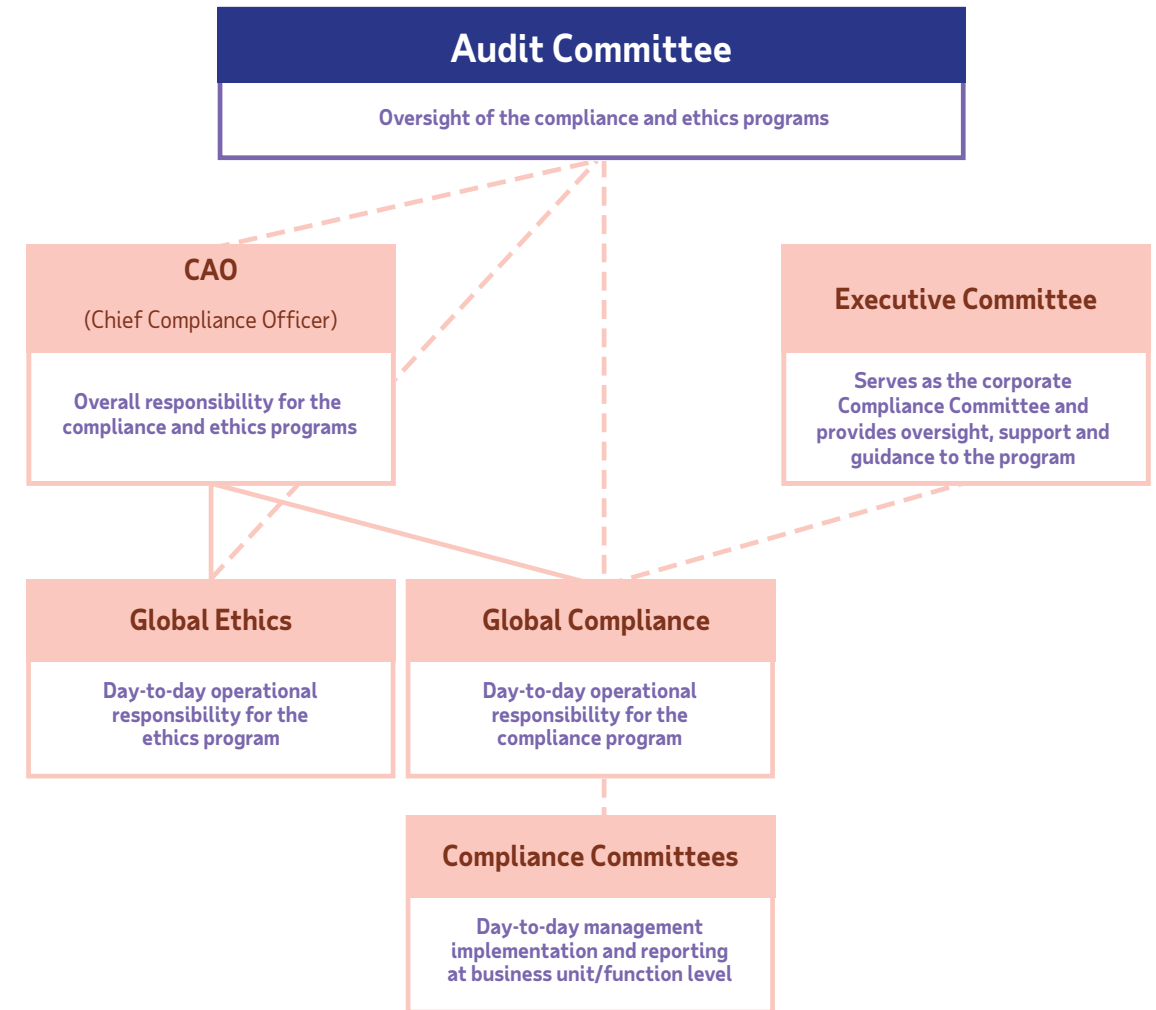 Audit Committee
Oversight of the compliance and ethics programs
CAO
(Chief Compliance Officer)
Overall responsibility for the
compliance and ethics programs
Executive Committee
Serves as the corporate
Compliance Committee and
provides oversight, support and
guidance to the program
Global Ethics
Day-to-day operational
responsibility for the
ethics program
Global Compliance
Day-to-day operational
responsibility for the
compliance program
Compliance Committees
Day-to-day management
implementation and reporting
at business unit/function level